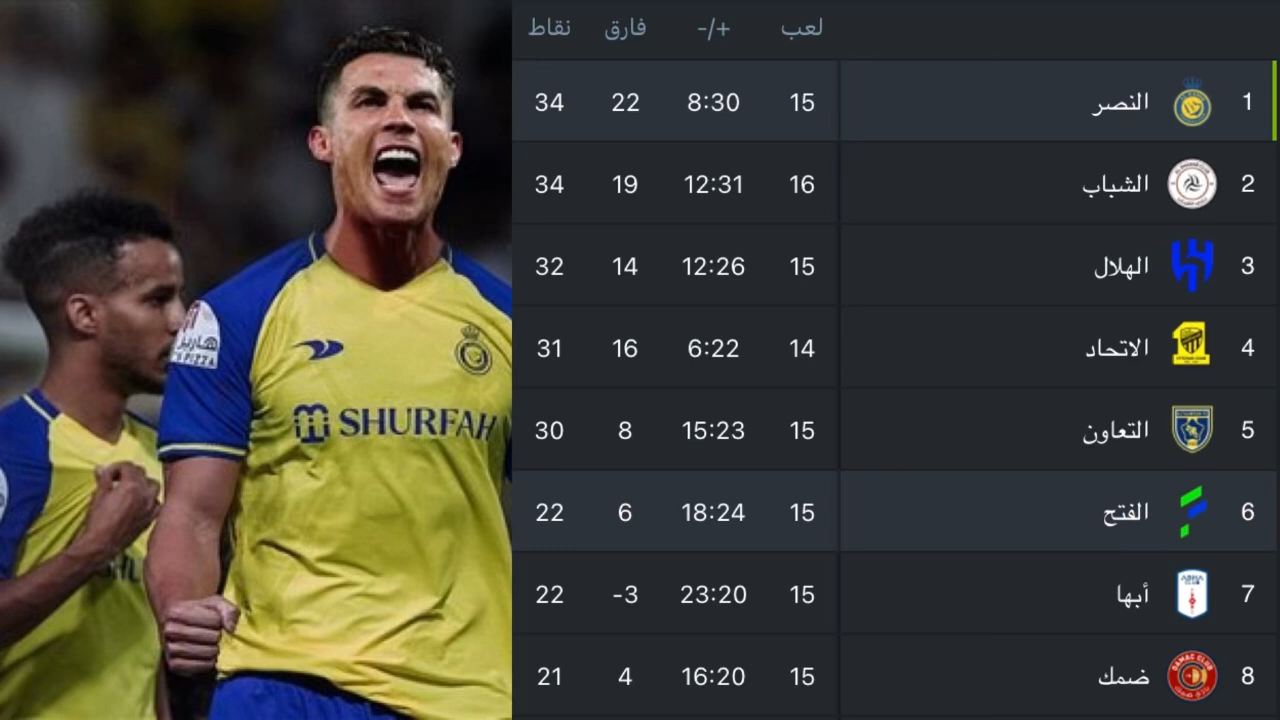 لعب +/- فارق نقاط
1 النصر 15 8:30 22 34
2 الشباب 16 12:31 19 34
3 الهلال 15 12:26 14 32
4 الاتحاد 14 6:22 16 31
5 التعاون 15 15:23 8 30
6 الفتح 15 18:24 6 22
7 أبها 15 23:20 -3 22
8 ضمك 15 16:20 4 21
SHURFAH